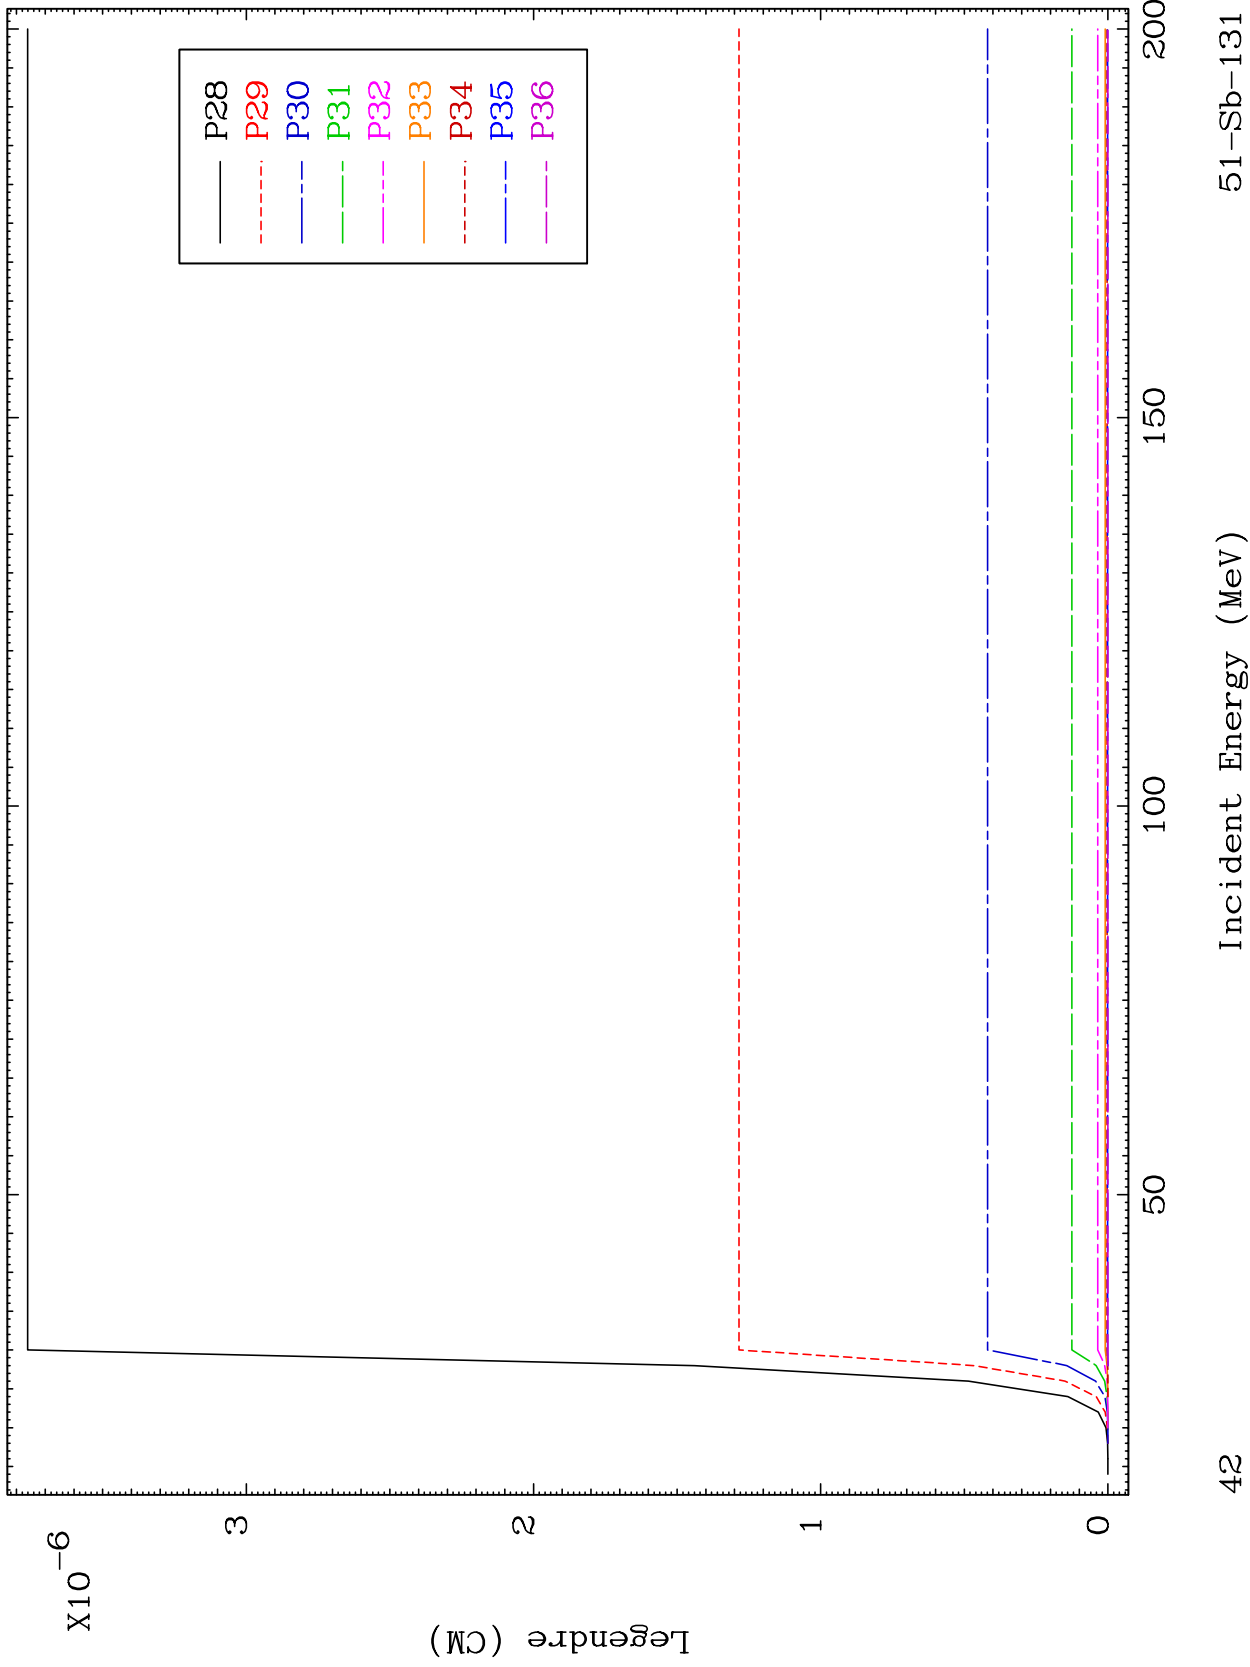 X10
-6
3
2
1
0
Legendre (CM)
P28
P29
P30
P31
P32
P33
P34
P35
P36
50
100
150
200
Incident Energy (MeV)
42
51-Sb-131